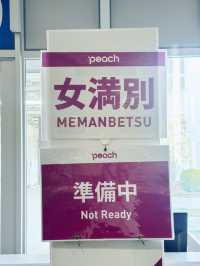 peach
女満別
MEMANBETSU
peach
準備中
Not Ready